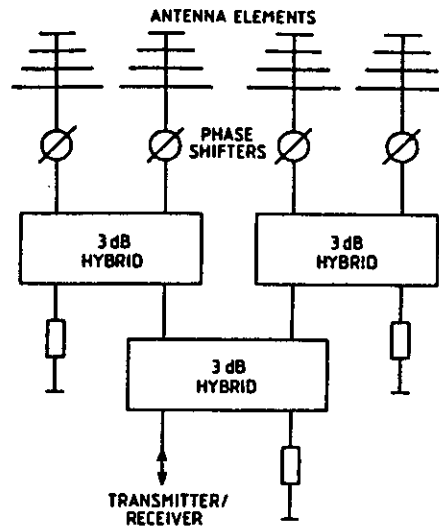 ANTENNA ELEMENTS
PHASE
SHIFTERS
3 dB
HYBRID
3 dB
HYBRID
3 dB
HYBRID
TRANSMITTER/
RECEIVER